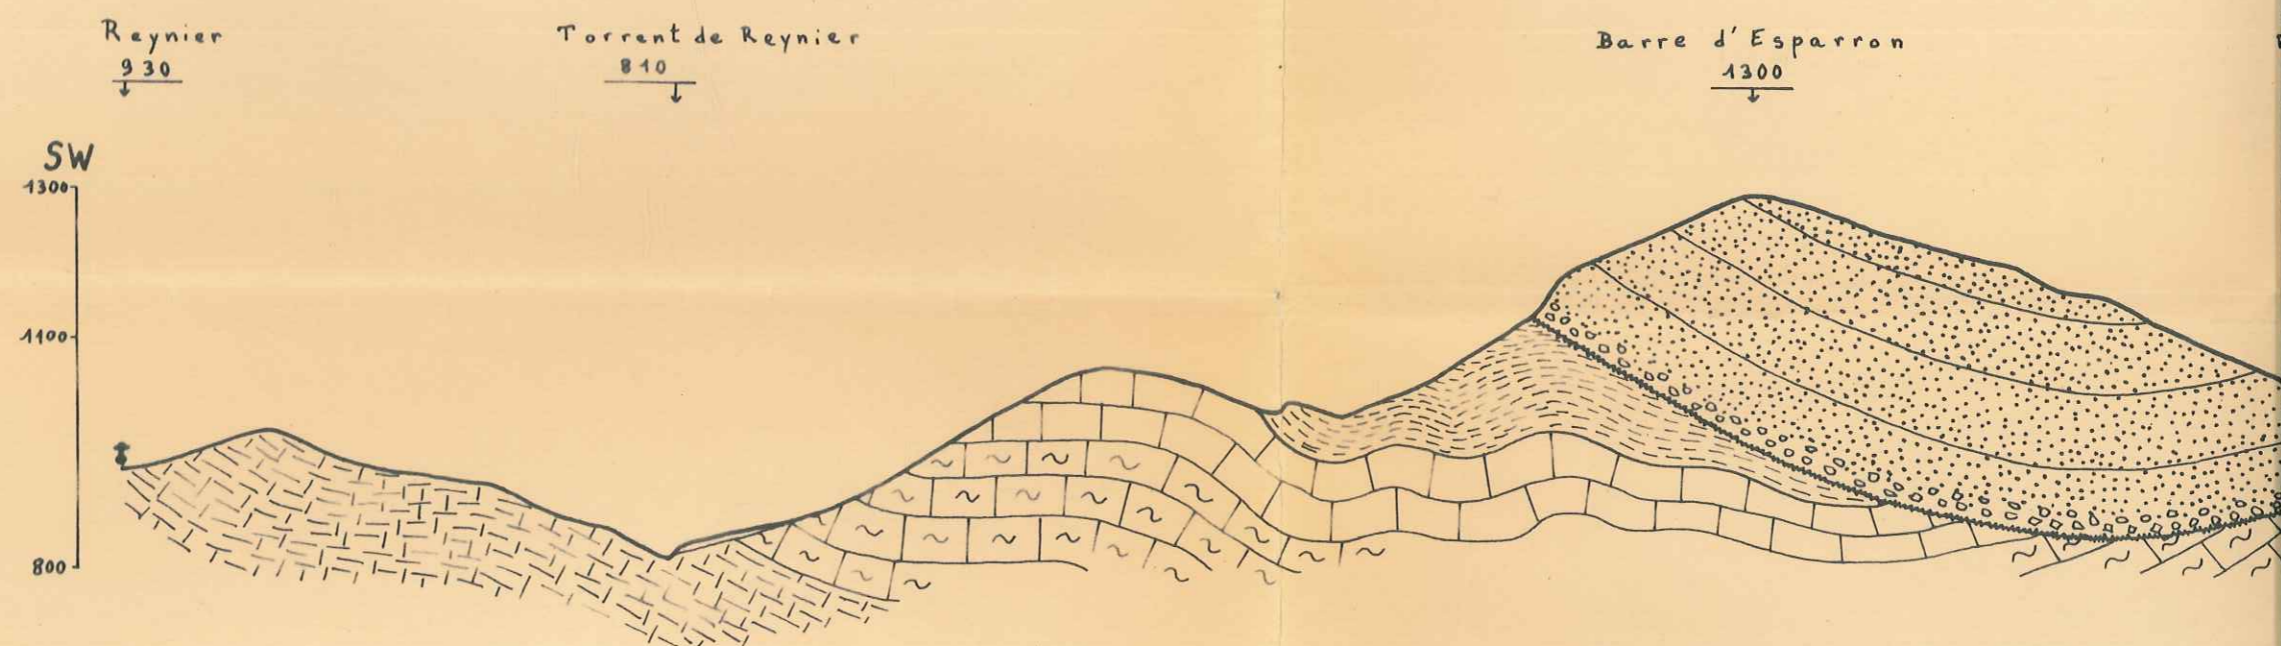 Reynier
930
Torrent de Reynier
810
Barre d'Esparron
1300
SW
1300
1100
800